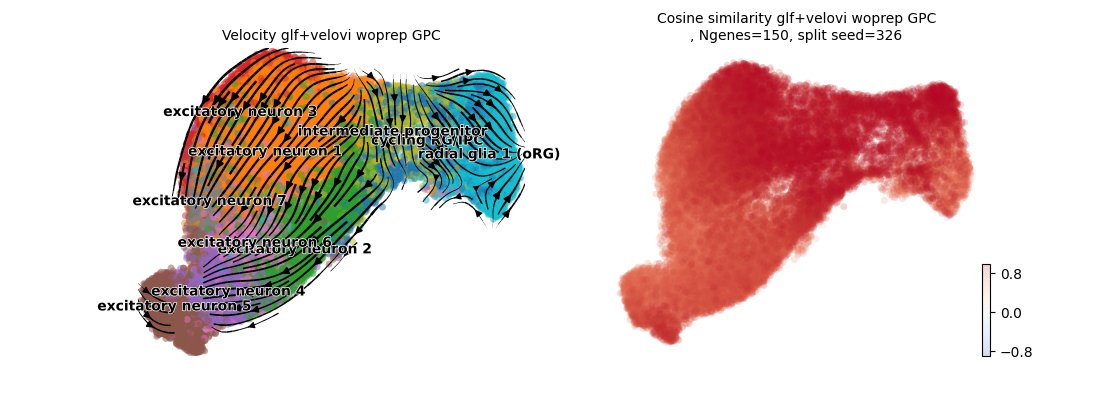 Velocity glf+velovi woprep GPC
excitatory neuron 3
intermediate progenitor
cycling RG/IPC
excitatory neuron 1
radial glia 1 (oRG)
excitatory neuron 7
excitatory neuron 6
excitatory neuron 2
excitatory neuron 4
excitatory neuron 5
Cosine similarity glf+velovi woprep GPC
, Ngenes=150, split seed=326
0.8
0.0
−0.8